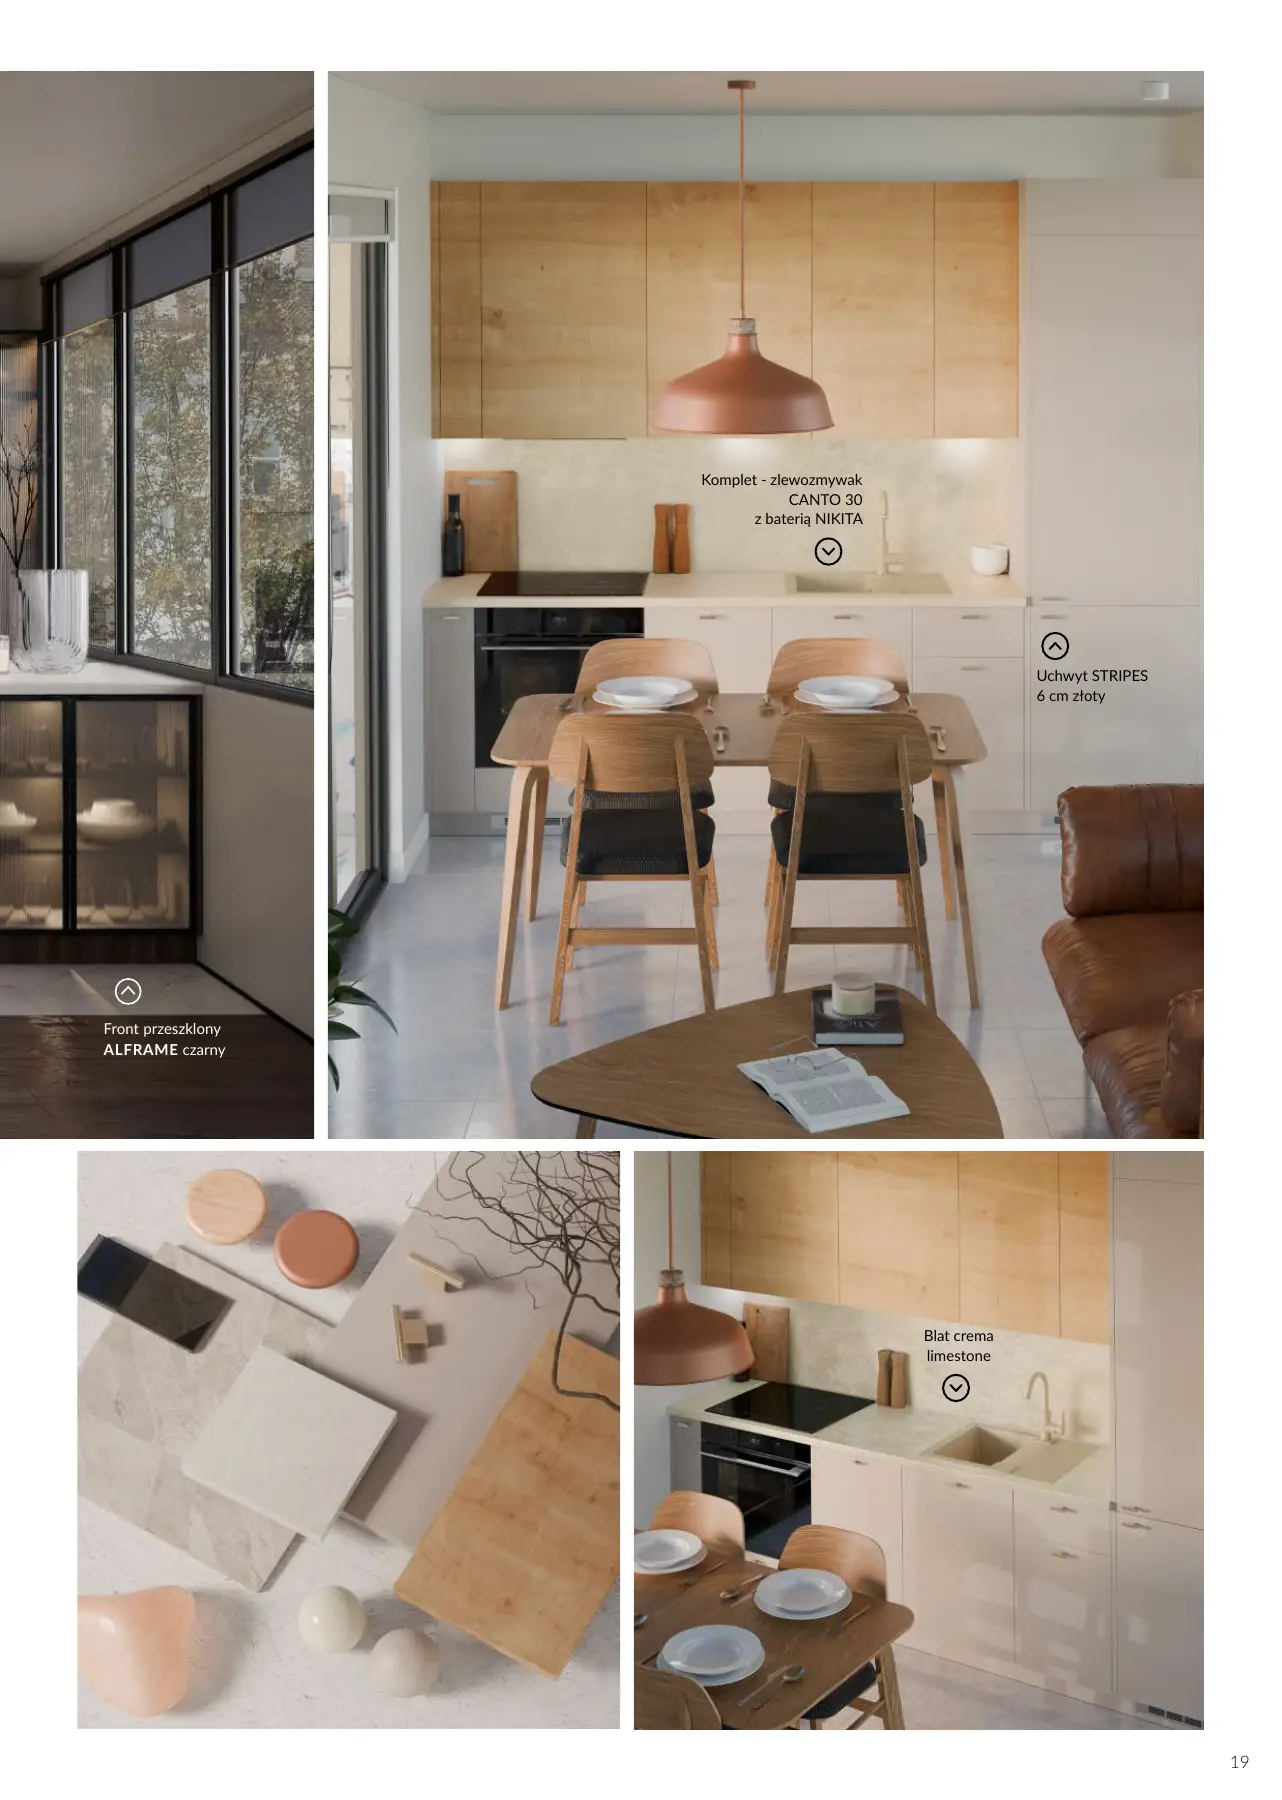 Komplet - zlewozmywak
CANTO 30
z baterią NIKITA
Uchwyt STRIPES
6 cm złoty
Front przeszklony
ALFRAME czarny
Blat crema
limestone
19